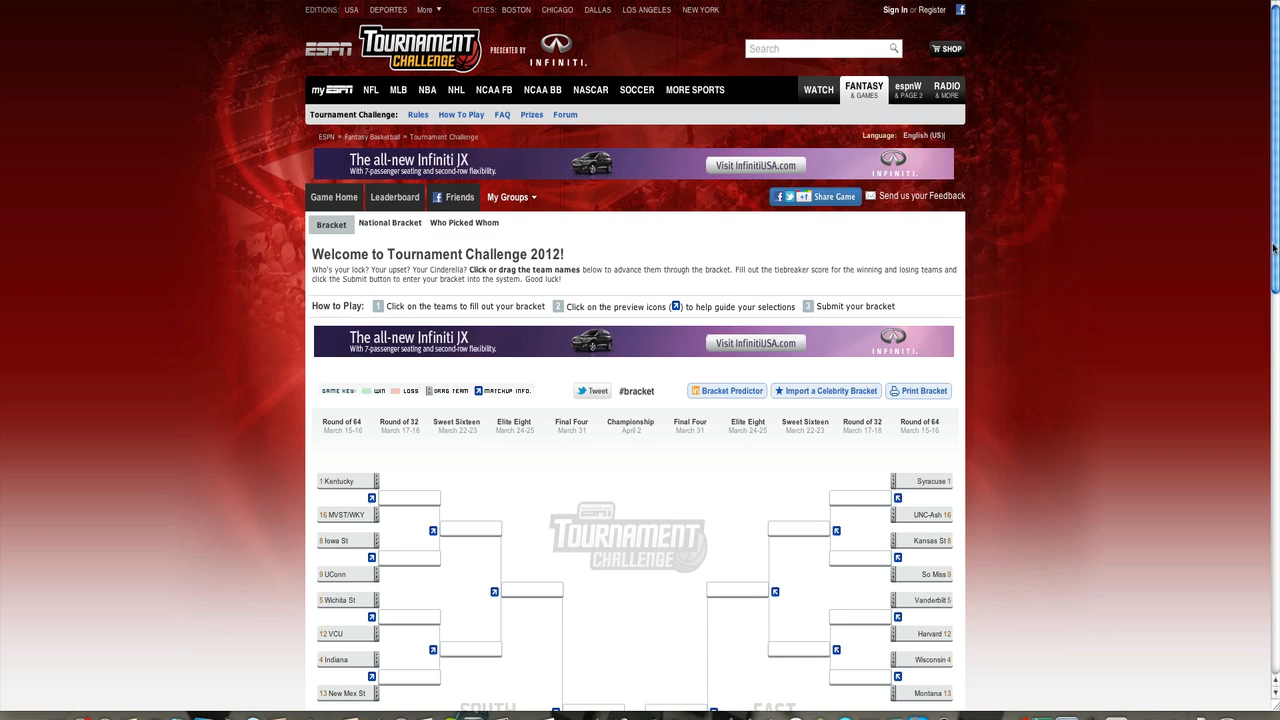 EDITIONS: USA DEPORTES More CITIES: BOSTON CHICAGO DALLAS LOS ANGELES NEW YORK Sign In or Register
ESPN TOURNAMENT CHALLENGE PRESENTED BY INFINITI. Search SHOP
myESPN NFL MLB NBA NHL NCAA FB NCAA BB NASCAR SOCCER MORE SPORTS WATCH FANTASY & GAMES espnW & PAGE 2 RADIO & MORE
Tournament Challenge: Rules How To Play FAQ Prizes Forum
ESPN » Fantasy Basketball » Tournament Challenge Language: English (US)
The all-new Infiniti JX Visit InfinitiUSA.com INFINITI.
With 7-passenger seating and second-row flexibility.
Game Home Leaderboard Friends My Groups Share Game Send us your Feedback
Bracket National Bracket Who Picked Whom
Welcome to Tournament Challenge 2012!
Who's your lock? Your upset? Your Cinderella? Click or drag the team names below to advance them through the bracket. Fill out the tiebreaker score for the winning and losing teams and
click the Submit button to enter your bracket into the system. Good luck!
How to Play: 1 Click on the teams to fill out your bracket 2 Click on the preview icons ( ) to help guide your selections 3 Submit your bracket
The all-new Infiniti JX Visit InfinitiUSA.com INFINITI.
With 7-passenger seating and second-row flexibility.
GAME KEY: WIN LOSS DRAG TEAM MATCHUP INFO. Tweet #bracket Bracket Predictor Import a Celebrity Bracket Print Bracket
Round of 64 Round of 32 Sweet Sixteen Elite Eight Final Four Championship Final Four Elite Eight Sweet Sixteen Round of 32 Round of 64
March 15-16 March 17-18 March 22-23 March 24-25 March 31 April 2 March 31 March 24-25 March 22-23 March 17-18 March 15-16
1 Kentucky Syracuse 1
16 MVST/WKY ESPN TOURNAMENT CHALLENGE UNC-Ash 16
8 Iowa St Kansas St 8
9 UConn So Miss 9
5 Wichita St Vanderbilt 5
12 VCU Harvard 12
4 Indiana Wisconsin 4
13 New Mex St Montana 13
SOUTH EAST